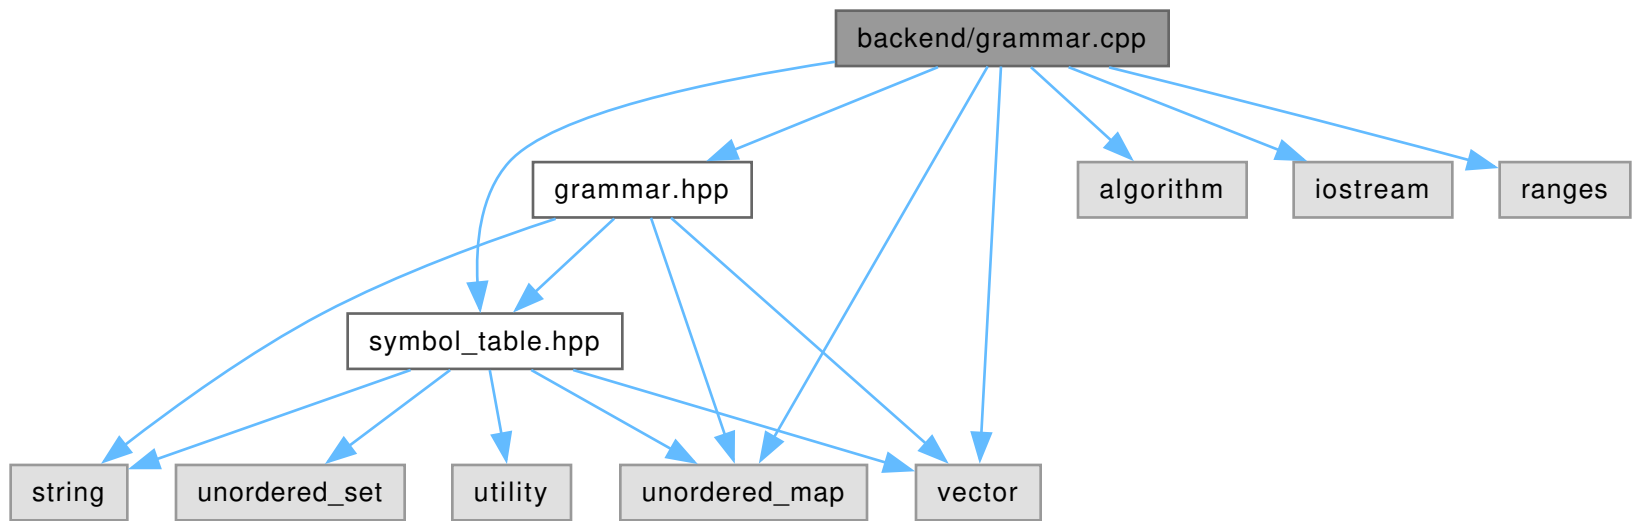 backend/grammar.cpp
grammar.hpp
algorithm
iostream
ranges
symbol_table.hpp
string
unordered_set
utility
unordered_map
vector